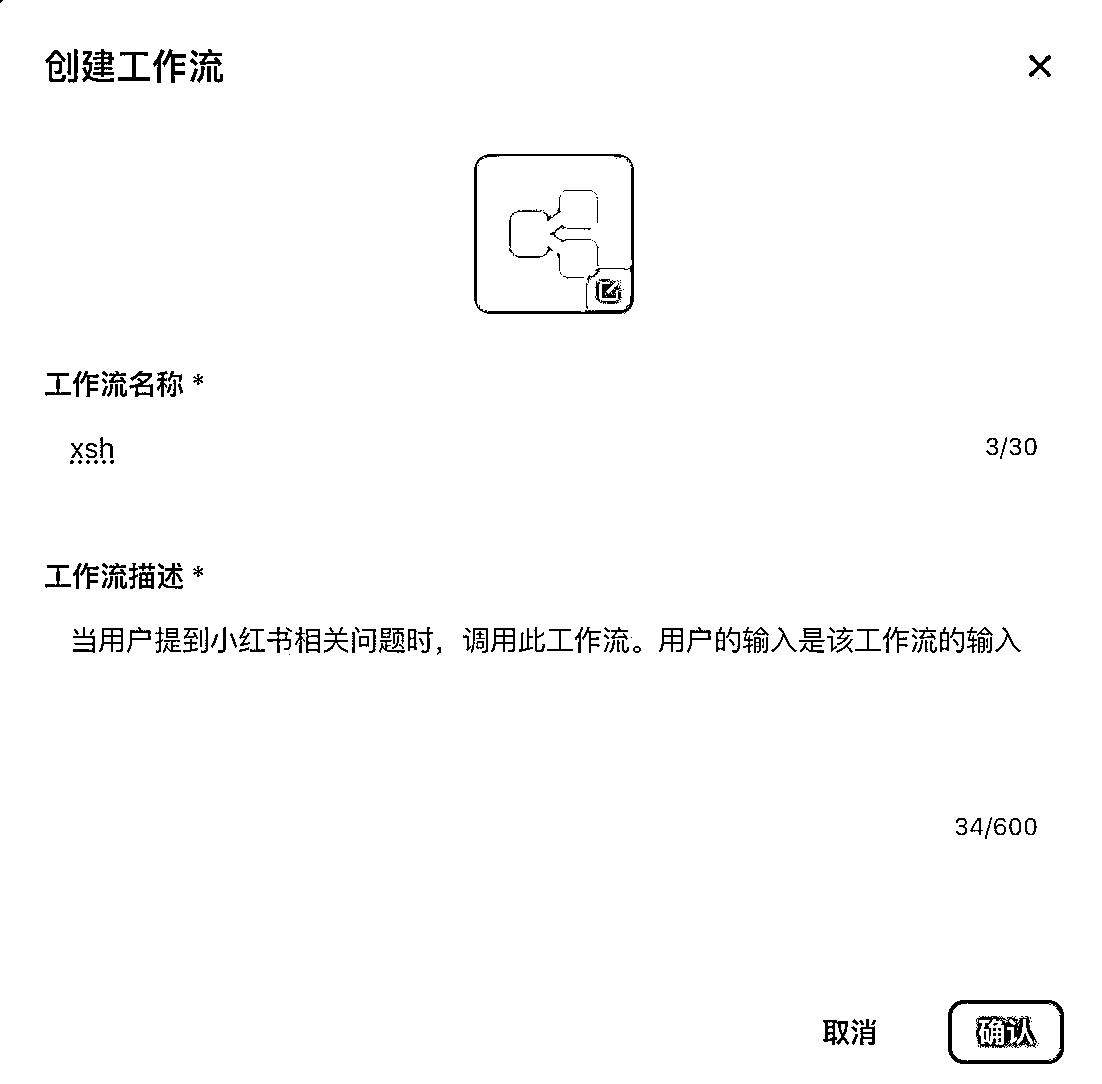 创建工作流
工作流名称 *
xsh
3/30
工作流描述 *
当用户提到小红书相关问题时，调用此工作流。用户的输入是该工作流的输入
34/600
取消
确认